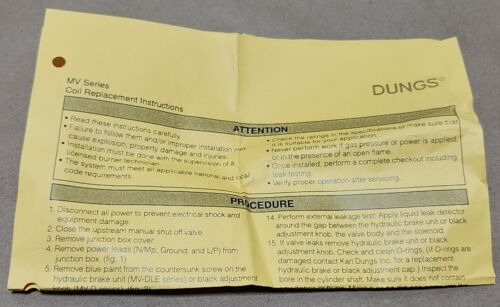 MV Series
Coil Replacement Instructions
DUNGS®
ATTENTION
• Read these instructions carefully.
• Failure to follow them and/or improper installation may
cause explosion, property damage and injuries.
• Installation must be done with the supervision of A
licensed burner technician.
• The system must meet all applicable national and local
code requirements.
• Check the ratings in the specifications to make sure that
it is suitable for your application.
• Never perform work if gas pressure or power is applied,
or in the presence of an open flame.
• Once installed, perform a complete checkout including
leak testing.
• Verify proper operation after servicing.
PROCEDURE
1. Disconnect all power to prevent electrical shock and
equipment damage.
2. Close the upstream manual shut off valve.
3. Remove junction box cover.
4. Remove power leads (N/Mp, Ground, and L/P) from
junction box. (fig. 1)
5. Remove blue paint from the countersunk screw on the
hydraulic brake unit (MV-DLE series) or black adjustment
14. Perform external leakage test: Apply liquid leak detector
around the gap between the hydraulic brake unit or black
adjustment knob, the valve body and the solenoid.
15. If valve leaks remove hydraulic brake unit or black
adjustment knob. Check and clean O-rings, (If O-rings are
damaged contact Karl Dungs Inc. for a replacement
hydraulic brake or black adjustment cap.) Inspect the
bore in the cylinder shaft. Make sure it does not have